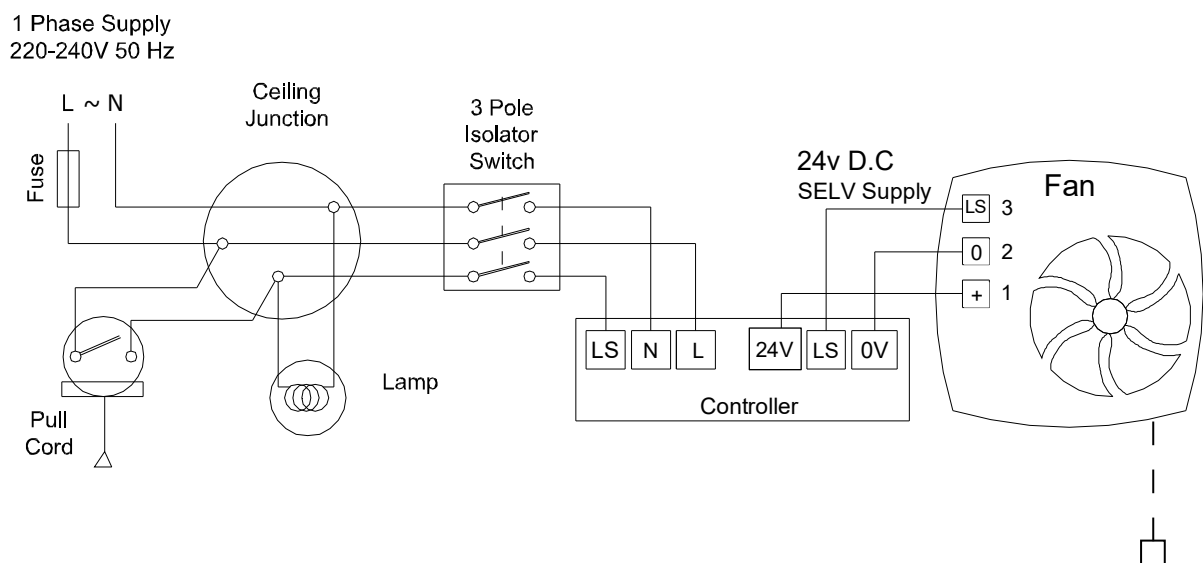 1 Phase Supply
220-240V 50 Hz
L ~ N
Fuse
Ceiling
Junction
3 Pole
Isolator
Switch
24v D.C
SELV Supply
Fan
LS 3
0 2
+ 1
LS N L 24V LS 0V
Controller
Lamp
Pull
Cord